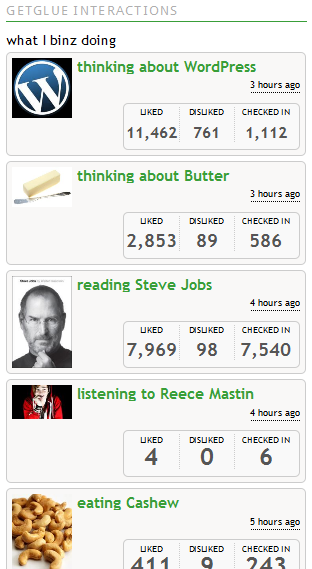 GETGLUE INTERACTIONS
what I binz doing
thinking about WordPress
3 hours ago
LIKED DISLIKED CHECKED IN
11,462 761 1,112
thinking about Butter
3 hours ago
LIKED DISLIKED CHECKED IN
2,853 89 586
reading Steve Jobs
4 hours ago
LIKED DISLIKED CHECKED IN
7,969 98 7,540
listening to Reece Mastin
4 hours ago
LIKED DISLIKED CHECKED IN
4 0 6
eating Cashew
5 hours ago
LIKED DISLIKED CHECKED IN
411 9 243